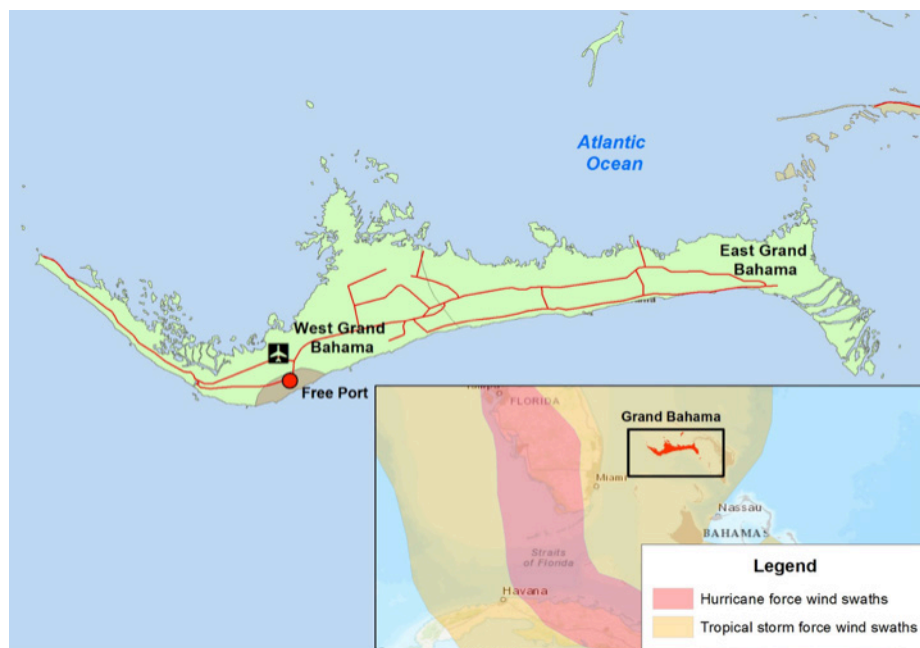 Atlantic
Ocean
East Grand
Bahama
West Grand
Bahama
Free Port
FLORIDA
Grand Bahama
Miami
Nassau
BAHAMAS
Straits
of Florida
Havana
Legend
Hurricane force wind swaths
Tropical storm force wind swaths